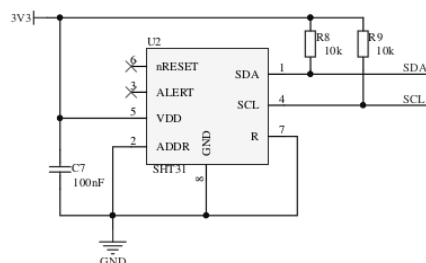 3V3
R8
10k
R9
10k
U2
6
nRESET
3
ALERT
5
VDD
2
ADDR
SDA
1
SCL
4
R
7
GND
8
SHT31
SDA
SCL
C7
100nF
GND